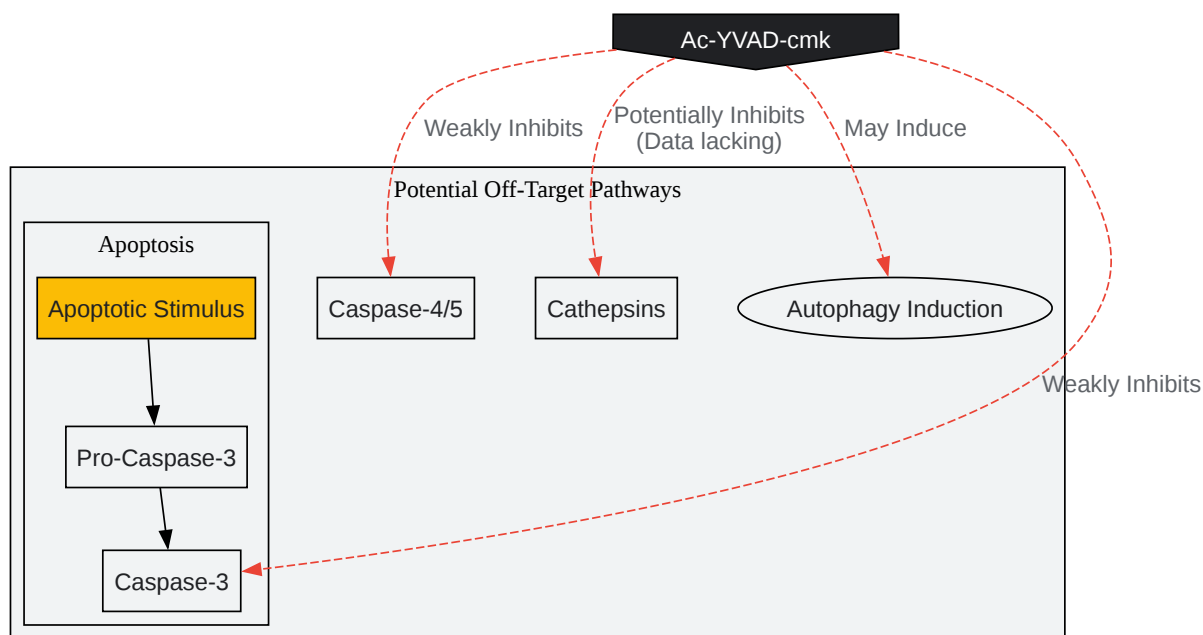 Ac-YVAD-cmk
Weakly Inhibits
Potentially Inhibits
(Data lacking)
May Induce
Potential Off-Target Pathways
Apoptosis
Apoptotic Stimulus
Caspase-4/5
Cathepsins
Autophagy Induction
Weakly Inhibits
Pro-Caspase-3
Caspase-3